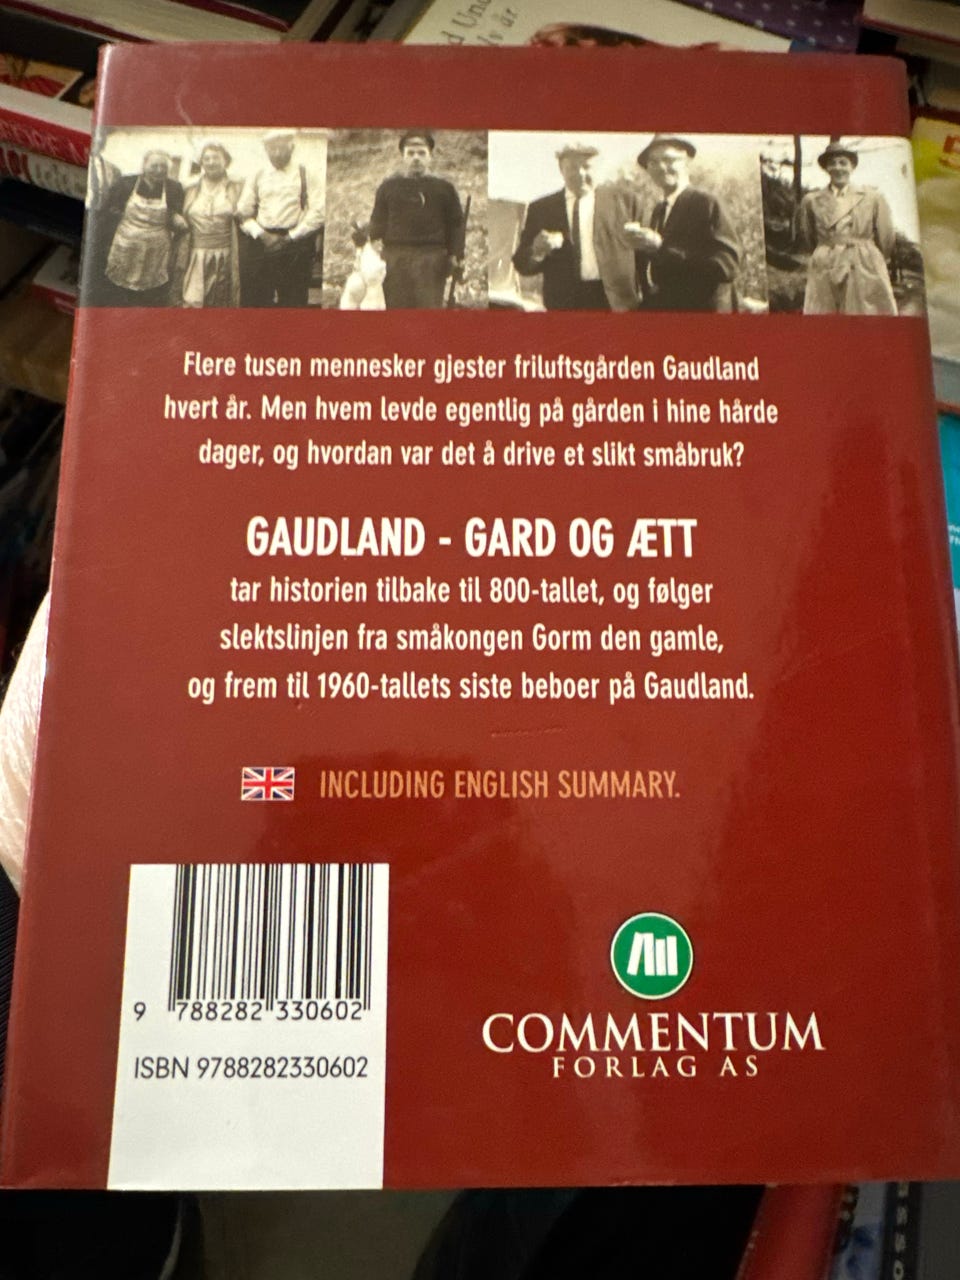 Flere tusen mennesker gjester friluftsgården Gaudland
hvert år. Men hvem levde egentlig på gården i hine hårde
dager, og hvordan var det å drive et slikt småbruk?
GAUDLAND - GARD OG ÆTT
tar historien tilbake til 800-tallet, og følger
slektslinjen fra småkongen Gorm den gamle,
og frem til 1960-tallets siste beboer på Gaudland.
INCLUDING ENGLISH SUMMARY.
9 788282 330602
ISBN 9788282330602
COMMENTUM
FORLAG AS